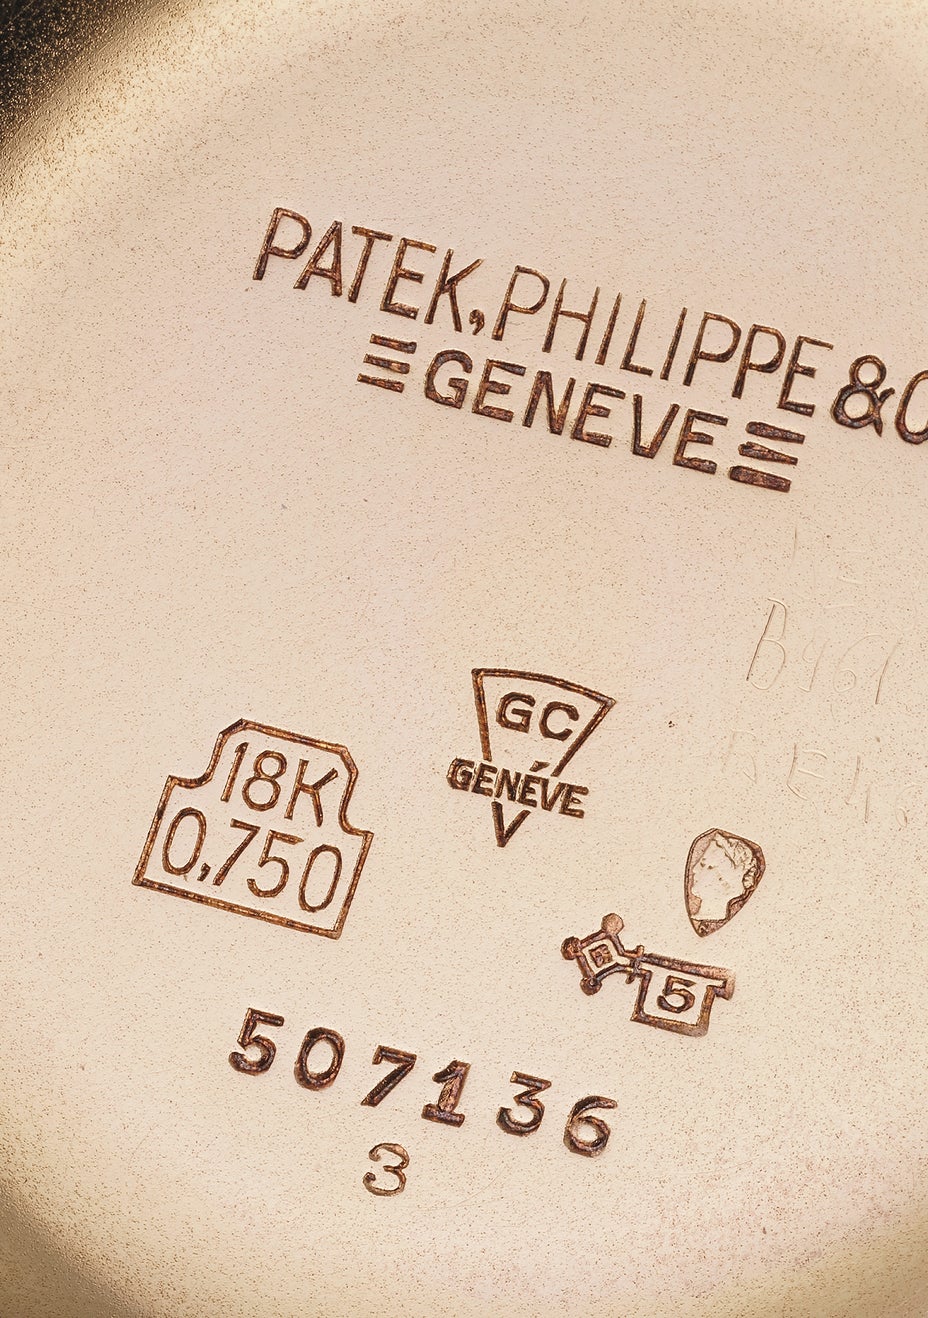 PATEK, PHILIPPE & C
≡ GENEVE ≡
GC
GENÉVE
V
18K
0,750
5
507136
3